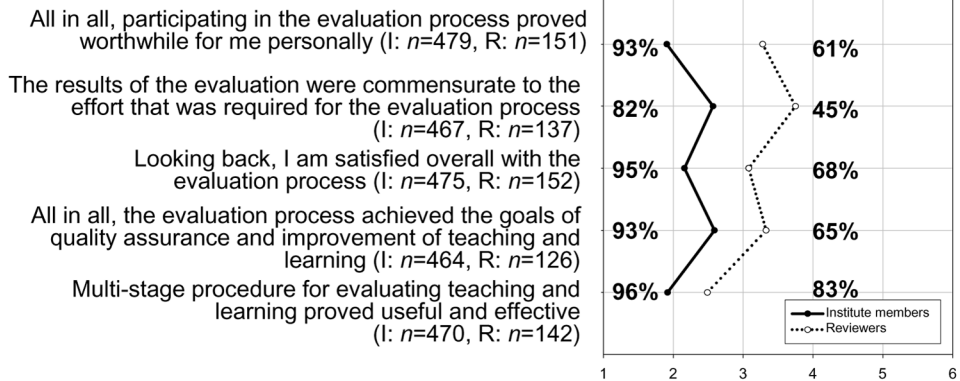 All in all, participating in the evaluation process proved
worthwhile for me personally (I: n=479, R: n=151)
93%
61%
The results of the evaluation were commensurate to the
effort that was required for the evaluation process
(I: n=467, R: n=137)
82%
45%
Looking back, I am satisfied overall with the
evaluation process (I: n=475, R: n=152)
95%
68%
All in all, the evaluation process achieved the goals of
quality assurance and improvement of teaching and
learning (I: n=464, R: n=126)
93%
65%
Multi-stage procedure for evaluating teaching and
learning proved useful and effective
(I: n=470, R: n=142)
96%
83%
Institute members
Reviewers
1 2 3 4 5 6